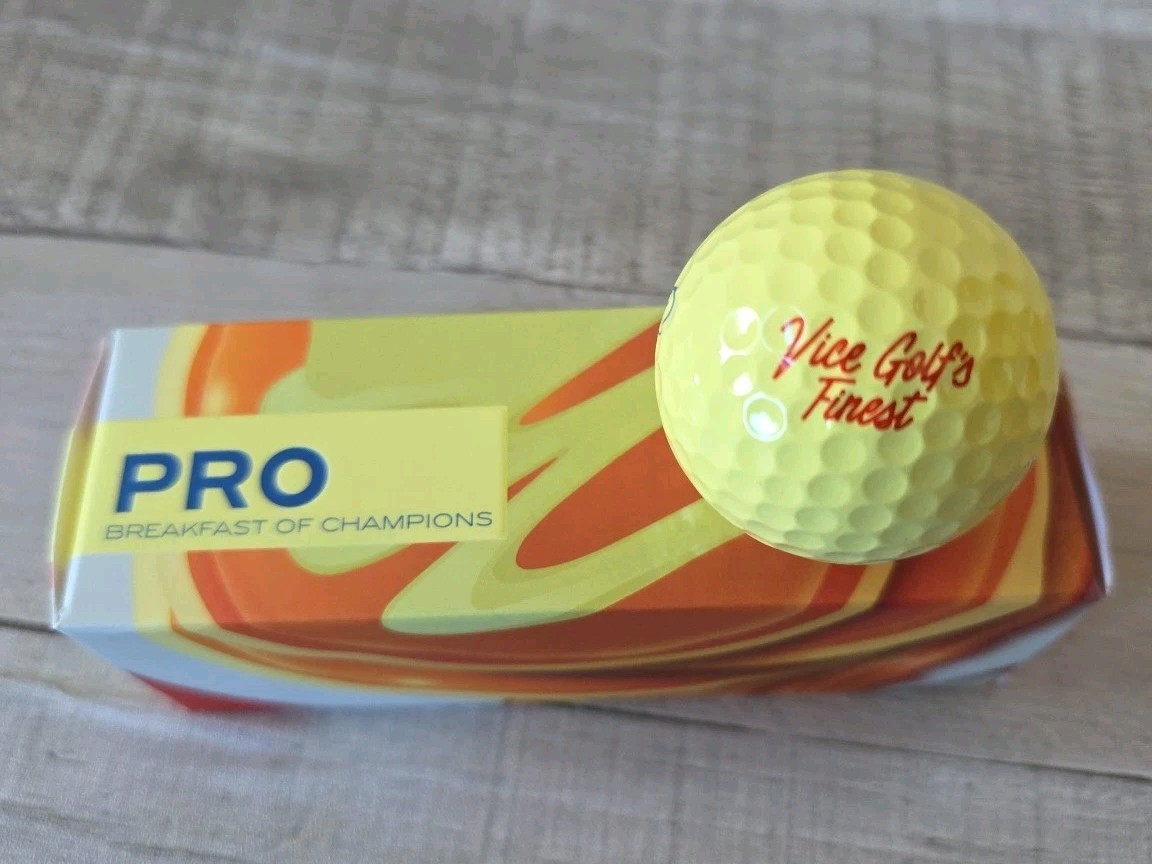 Vice Golf's
Finest
PRO
BREAKFAST OF CHAMPIONS